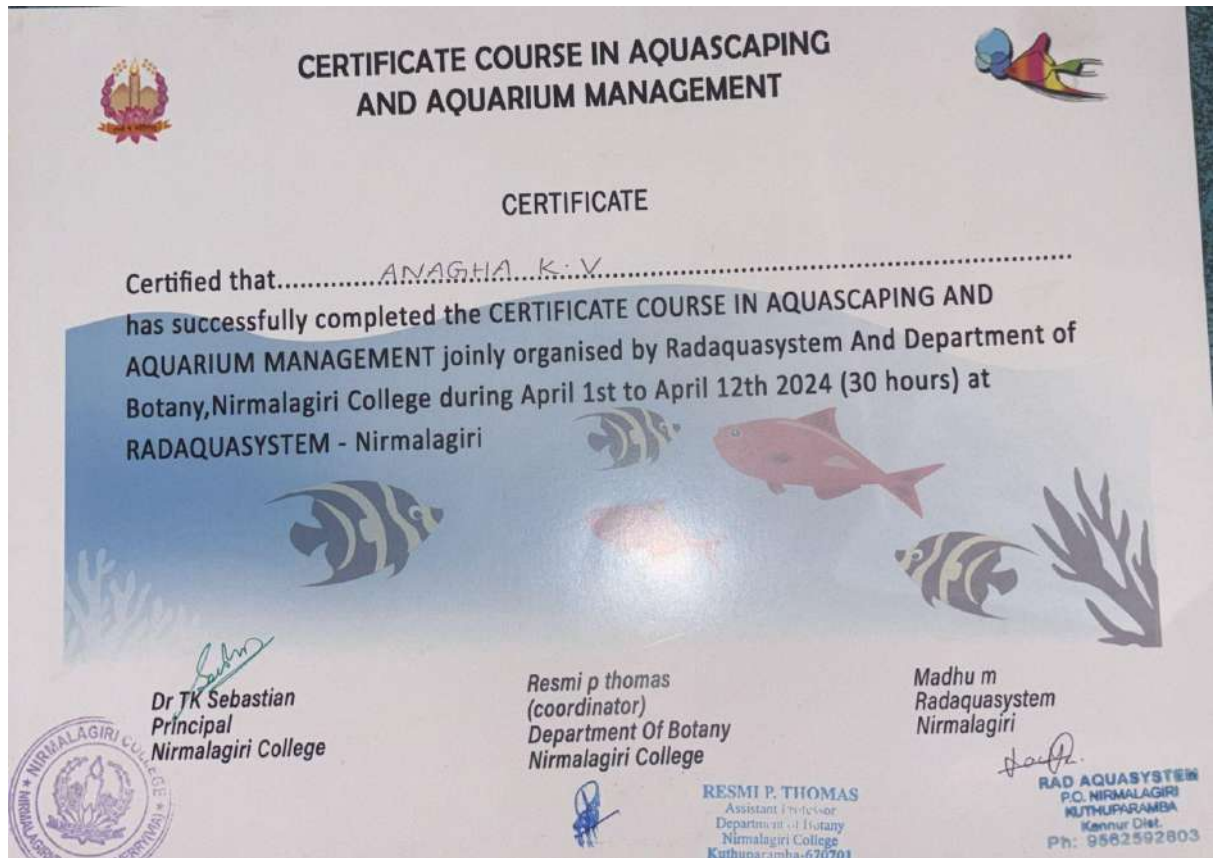 CERTIFICATE COURSE IN AQUASCAPING
AND AQUARIUM MANAGEMENT
CERTIFICATE
Certified that.............ANAGHA K.V.............
has successfully completed the CERTIFICATE COURSE IN AQUASCAPING AND
AQUARIUM MANAGEMENT joinly organised by Radaquasystem And Department of
Botany,Nirmalagiri College during April 1st to April 12th 2024 (30 hours) at
RADAQUASYSTEM - Nirmalagiri
Dr TK Sebastian
Principal
Nirmalagiri College
Resmi p thomas
(coordinator)
Department Of Botany
Nirmalagiri College
Madhu m
Radaquasystem
Nirmalagiri
NIRMALAGIRI COLLEGE
RESMI P. THOMAS
Assistant Professor
Department of Botany
Nirmalagiri College
Kuthuparamba-670701
RAD AQUASYSTEM
P.O. NIRMALAGIRI
KUTHUPARAMBA
Kannur Dist.
Ph: 9562592803